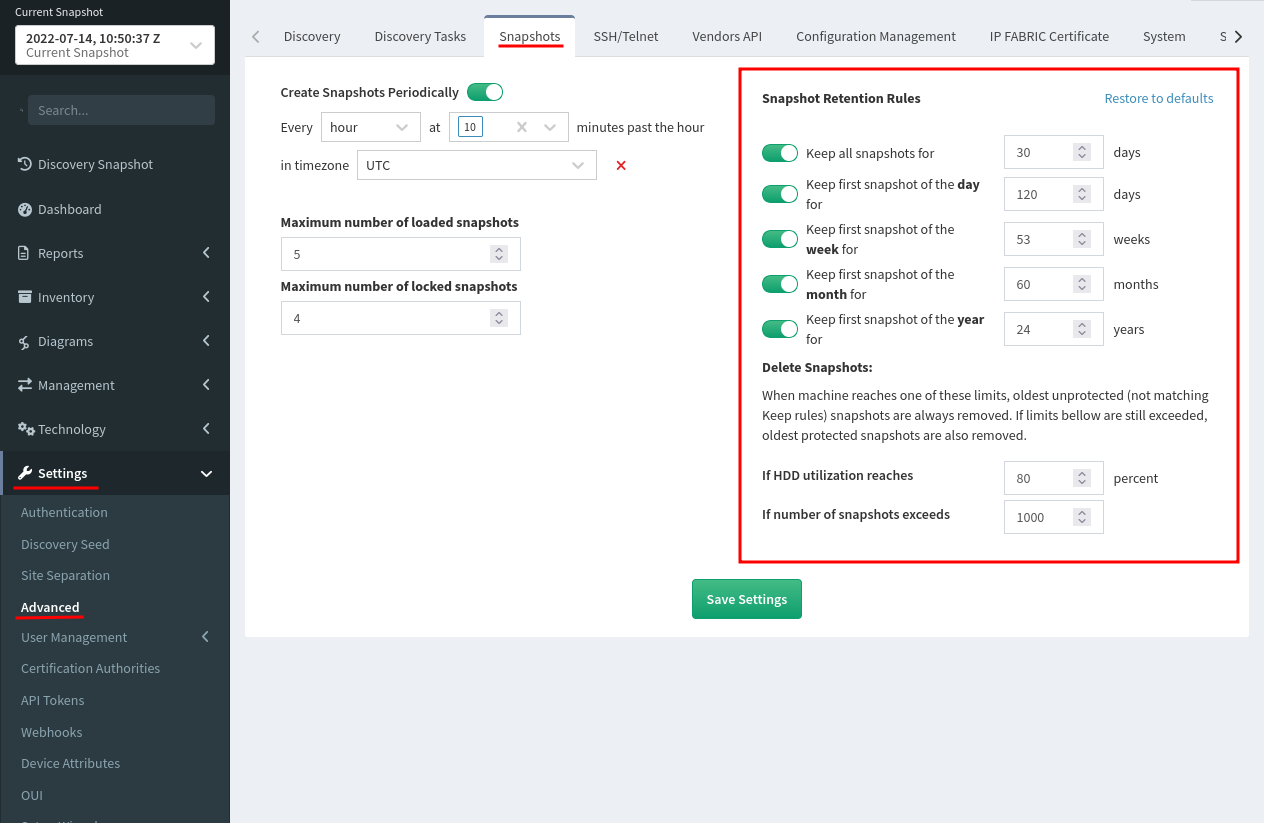 Current Snapshot
2022-07-14, 10:50:37 Z
Current Snapshot
Search...
Discovery Snapshot
Dashboard
Reports
Inventory
Diagrams
Management
Technology
Settings
Authentication
Discovery Seed
Site Separation
Advanced
User Management
Certification Authorities
API Tokens
Webhooks
Device Attributes
OUI
Discovery Discovery Tasks Snapshots SSH/Telnet Vendors API Configuration Management IP FABRIC Certificate System S
Create Snapshots Periodically
Every hour at 10 minutes past the hour
in timezone UTC
Maximum number of loaded snapshots
5
Maximum number of locked snapshots
4
Snapshot Retention Rules Restore to defaults
Keep all snapshots for 30 days
Keep first snapshot of the day
for
120 days
Keep first snapshot of the
week for
53 weeks
Keep first snapshot of the
month for
60 months
Keep first snapshot of the year
for
24 years
Delete Snapshots:
When machine reaches one of these limits, oldest unprotected (not matching
Keep rules) snapshots are always removed. If limits bellow are still exceeded,
oldest protected snapshots are also removed.
If HDD utilization reaches 80 percent
If number of snapshots exceeds 1000
Save Settings